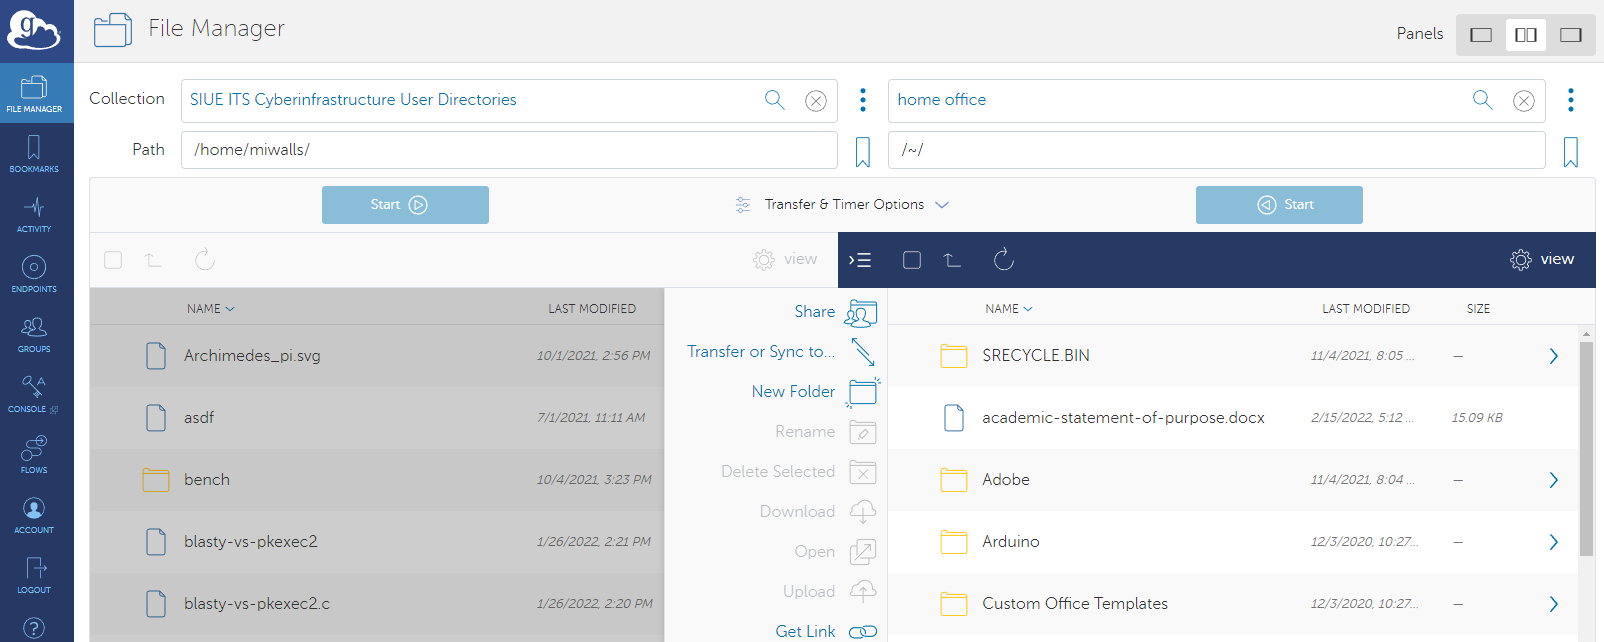 g
File Manager
Panels
FILE MANAGER
BOOKMARKS
ACTIVITY
ENDPOINTS
GROUPS
CONSOLE
FLOWS
ACCOUNT
LOGOUT
?
Collection
SIUE ITS Cyberinfrastructure User Directories
home office
Path
/home/miwalls/
/~/
Start
Transfer & Timer Options
Start
view
view
NAME LAST MODIFIED
Archimedes_pi.svg 10/1/2021, 2:56 PM
asdf 7/1/2021, 11:11 AM
bench 10/4/2021, 3:23 PM
blasty-vs-pkexec2 1/26/2022, 2:21 PM
blasty-vs-pkexec2.c 1/26/2022, 2:20 PM
Share
Transfer or Sync to...
New Folder
Rename
Delete Selected
Download
Open
Upload
Get Link
NAME LAST MODIFIED SIZE
SRECYCLE.BIN 11/4/2021, 8:05 ... —
academic-statement-of-purpose.docx 2/15/2022, 5:12 ... 15.09 KB
Adobe 11/4/2021, 8:04 ... —
Arduino 12/3/2020, 10:27... —
Custom Office Templates 12/3/2020, 10:27... —